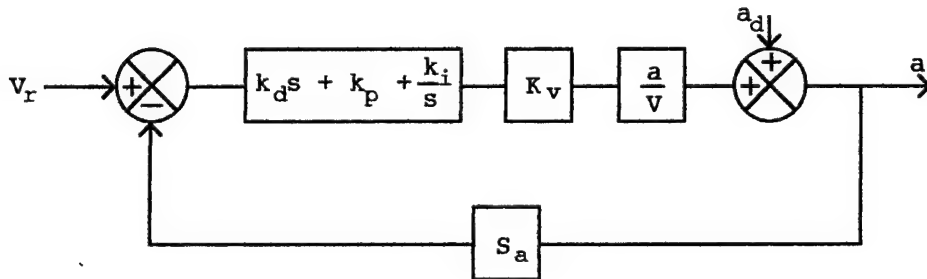 a_d
V_r + −
k_d s + k_p + k_i/s
K_v
a/V
+ +
a
S_a